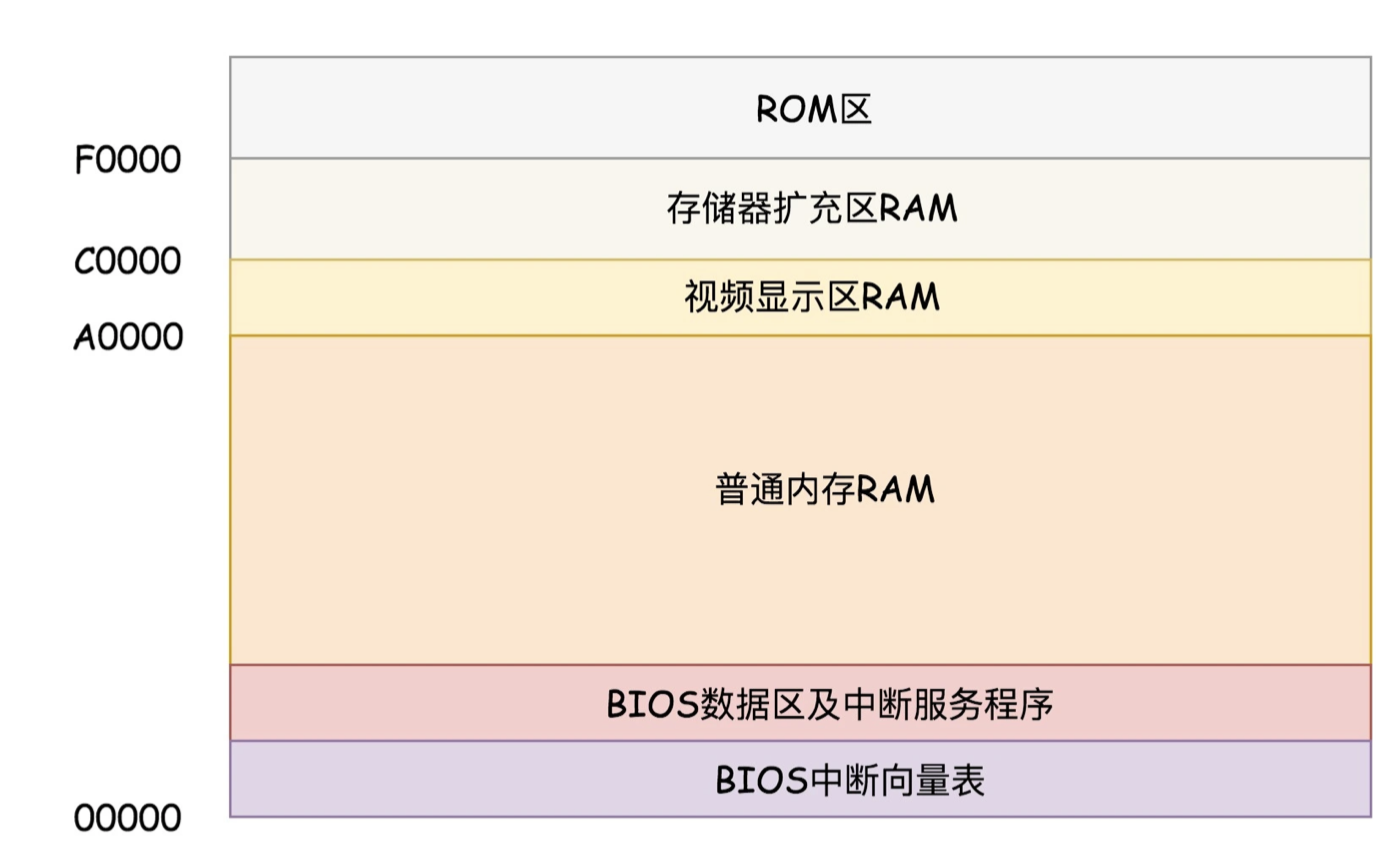 ROM区
F0000
存储器扩充区RAM
C0000
视频显示区RAM
A0000
普通内存RAM
BIOS数据区及中断服务程序
BIOS中断向量表
00000